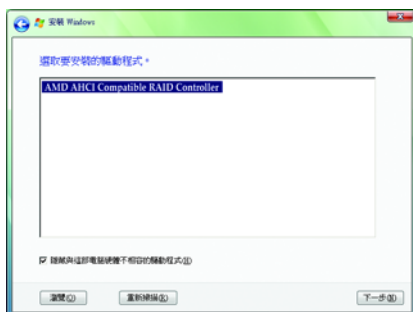 安裝 Windows
選取要安裝的驅動程式。
AMD AHCI Compatible RAID Controller
隱藏與這部電腦硬體不相容的驅動程式(H)
瀏覽(O)
重新掃描(R)
下一步(N)